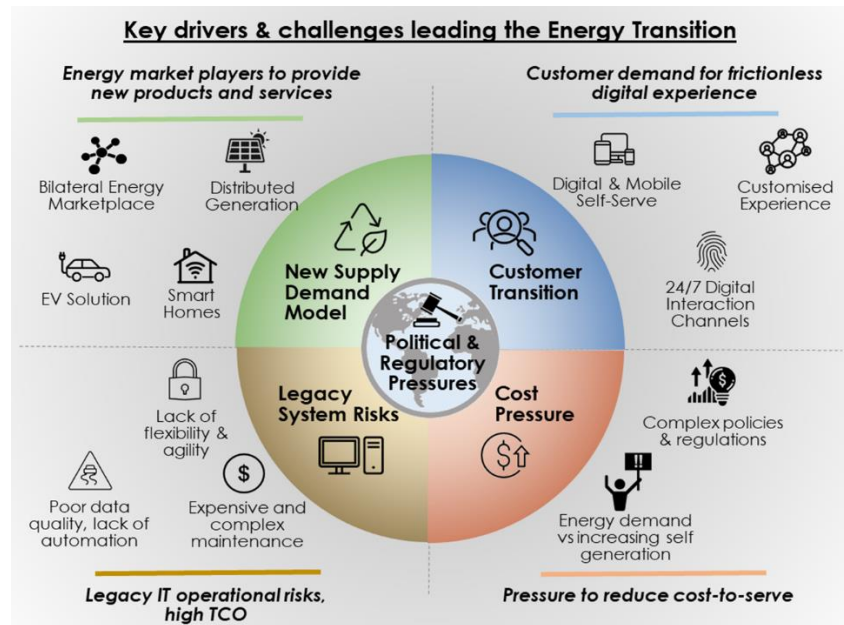 Key drivers & challenges leading the Energy Transition
Energy market players to provide
new products and services
Bilateral Energy
Marketplace
Distributed
Generation
EV Solution
Smart
Homes
New Supply
Demand
Model
Customer demand for frictionless
digital experience
Digital & Mobile
Self-Serve
Customised
Experience
24/7 Digital
Interaction
Channels
Customer
Transition
Political &
Regulatory
Pressures
Legacy
System Risks
Lack of
flexibility &
agility
Poor data
quality, lack of
automation
$
Expensive and
complex
maintenance
Legacy IT operational risks,
high TCO
Cost
Pressure
$
$
Complex policies
& regulations
Energy demand
vs increasing self
generation
Pressure to reduce cost-to-serve